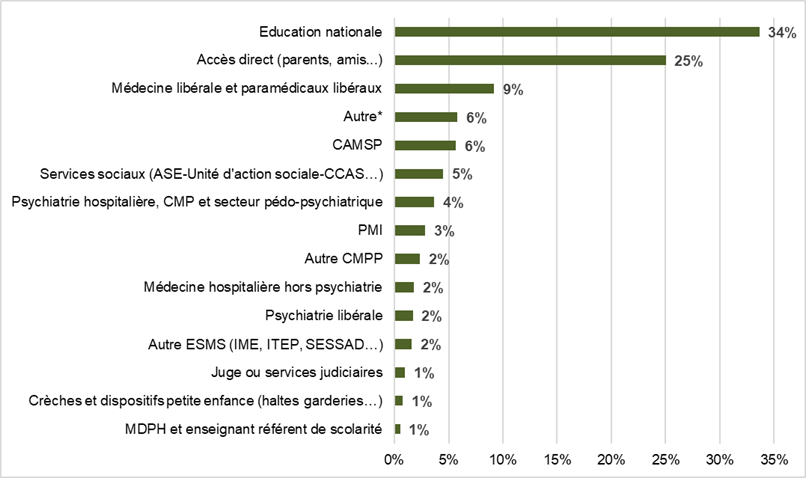 Education nationale 34%
Accès direct (parents, amis...) 25%
Médecine libérale et paramédicaux libéraux 9%
Autre* 6%
CAMSP 6%
Services sociaux (ASE-Unité d'action sociale-CCAS…) 5%
Psychiatrie hospitalière, CMP et secteur pédo-psychiatrique 4%
PMI 3%
Autre CMPP 2%
Médecine hospitalière hors psychiatrie 2%
Psychiatrie libérale 2%
Autre ESMS (IME, ITEP, SESSAD…) 2%
Juge ou services judiciaires 1%
Crèches et dispositifs petite enfance (haltes garderies…) 1%
MDPH et enseignant référent de scolarité 1%
0% 5% 10% 15% 20% 25% 30% 35%